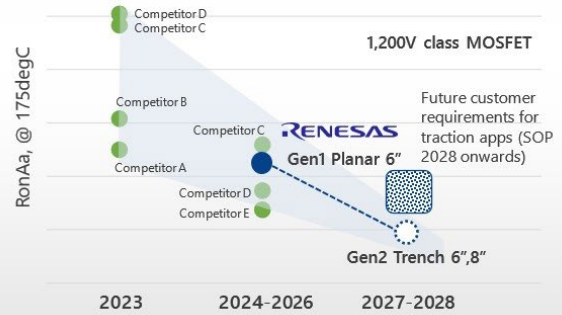 Competitor D
Competitor C
1,200V class MOSFET
RonAa, @ 175degC
Competitor B
Competitor A
Competitor C
RENESAS
Gen1 Planar 6”
Future customer
requirements for
traction apps (SOP
2028 onwards)
Competitor D
Competitor E
Gen2 Trench 6”,8”
2023
2024-2026
2027-2028